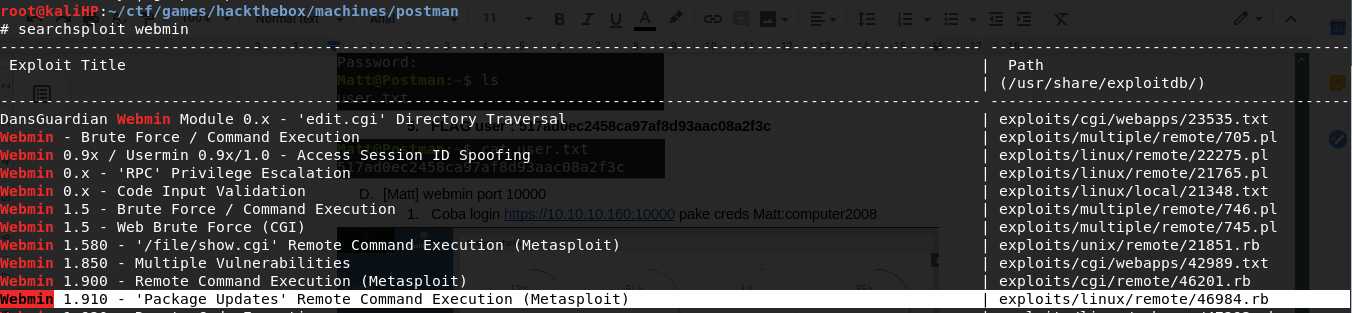 root@kaliHP:~/ctf/games/hackthebox/machines/postman
# searchsploit webmin
Normal text
11
Exploit Title | Path
| (/usr/share/exploitdb/)
Password:
Matt@Postman:~$ ls
user.txt
DansGuardian Webmin Module 0.x - 'edit.cgi' Directory Traversal | exploits/cgi/webapps/23535.txt
5. FLAG user : 517ad0ec2458ca97af8d93aac08a2f3c
Webmin - Brute Force / Command Execution | exploits/multiple/remote/705.pl
Matt@Postman:~$ cat user.txt
Webmin 0.9x / Usermin 0.9x/1.0 - Access Session ID Spoofing | exploits/linux/remote/22275.pl
517ad0ec2458ca97af8d93aac08a2f3c
Webmin 0.x - 'RPC' Privilege Escalation | exploits/linux/remote/21765.pl
Webmin 0.x - Code Input Validation | exploits/linux/local/21348.txt
D. [Matt] webmin port 10000
Webmin 1.5 - Brute Force / Command Execution | exploits/multiple/remote/746.pl
1. Coba login https://10.10.10.160:10000 pake creds Matt:computer2008
Webmin 1.5 - Web Brute Force (CGI) | exploits/multiple/remote/745.pl
Webmin 1.580 - '/file/show.cgi' Remote Command Execution (Metasploit) | exploits/unix/remote/21851.rb
Webmin 1.850 - Multiple Vulnerabilities | exploits/cgi/webapps/42989.txt
Webmin 1.900 - Remote Command Execution (Metasploit) | exploits/cgi/remote/46201.rb
Webmin 1.910 - 'Package Updates' Remote Command Execution (Metasploit) | exploits/linux/remote/46984.rb